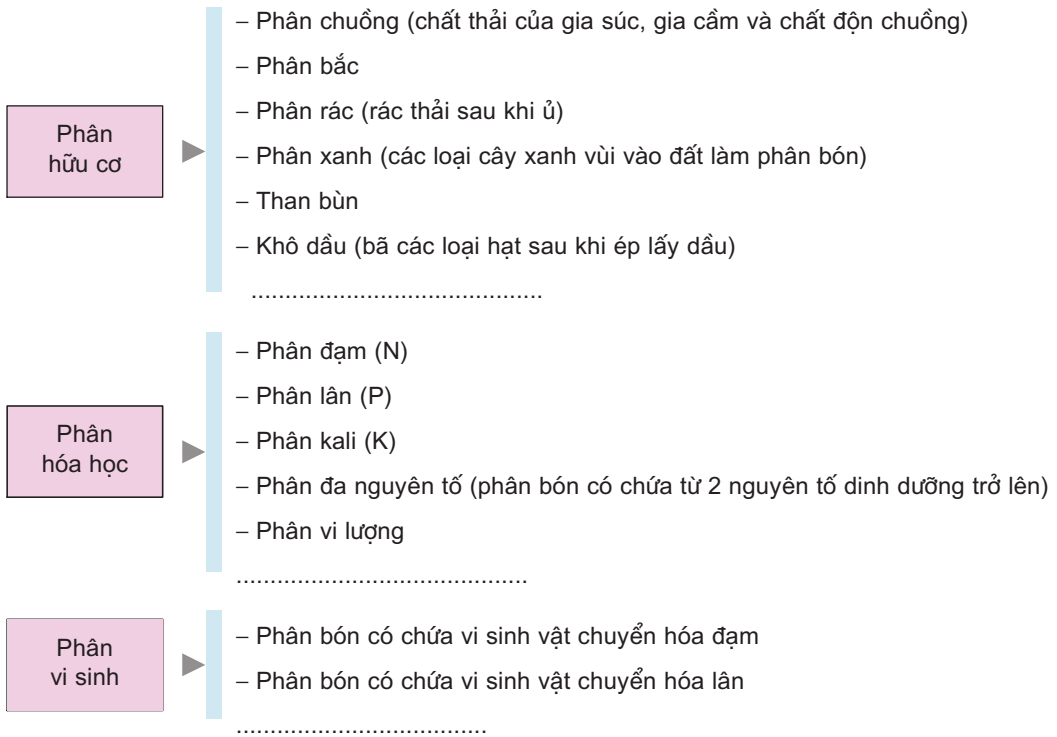 Phân
hữu cơ
– Phân chuồng (chất thải của gia súc, gia cầm và chất độn chuồng)
– Phân bắc
– Phân rác (rác thải sau khi ủ)
– Phân xanh (các loại cây xanh vùi vào đất làm phân bón)
– Than bùn
– Khô dầu (bã các loại hạt sau khi ép lấy dầu)
...........................................
Phân
hóa học
– Phân đạm (N)
– Phân lân (P)
– Phân kali (K)
– Phân đa nguyên tố (phân bón có chứa từ 2 nguyên tố dinh dưỡng trở lên)
– Phân vi lượng
...........................................
Phân
vi sinh
– Phân bón có chứa vi sinh vật chuyển hóa đạm
– Phân bón có chứa vi sinh vật chuyển hóa lân
.....................................